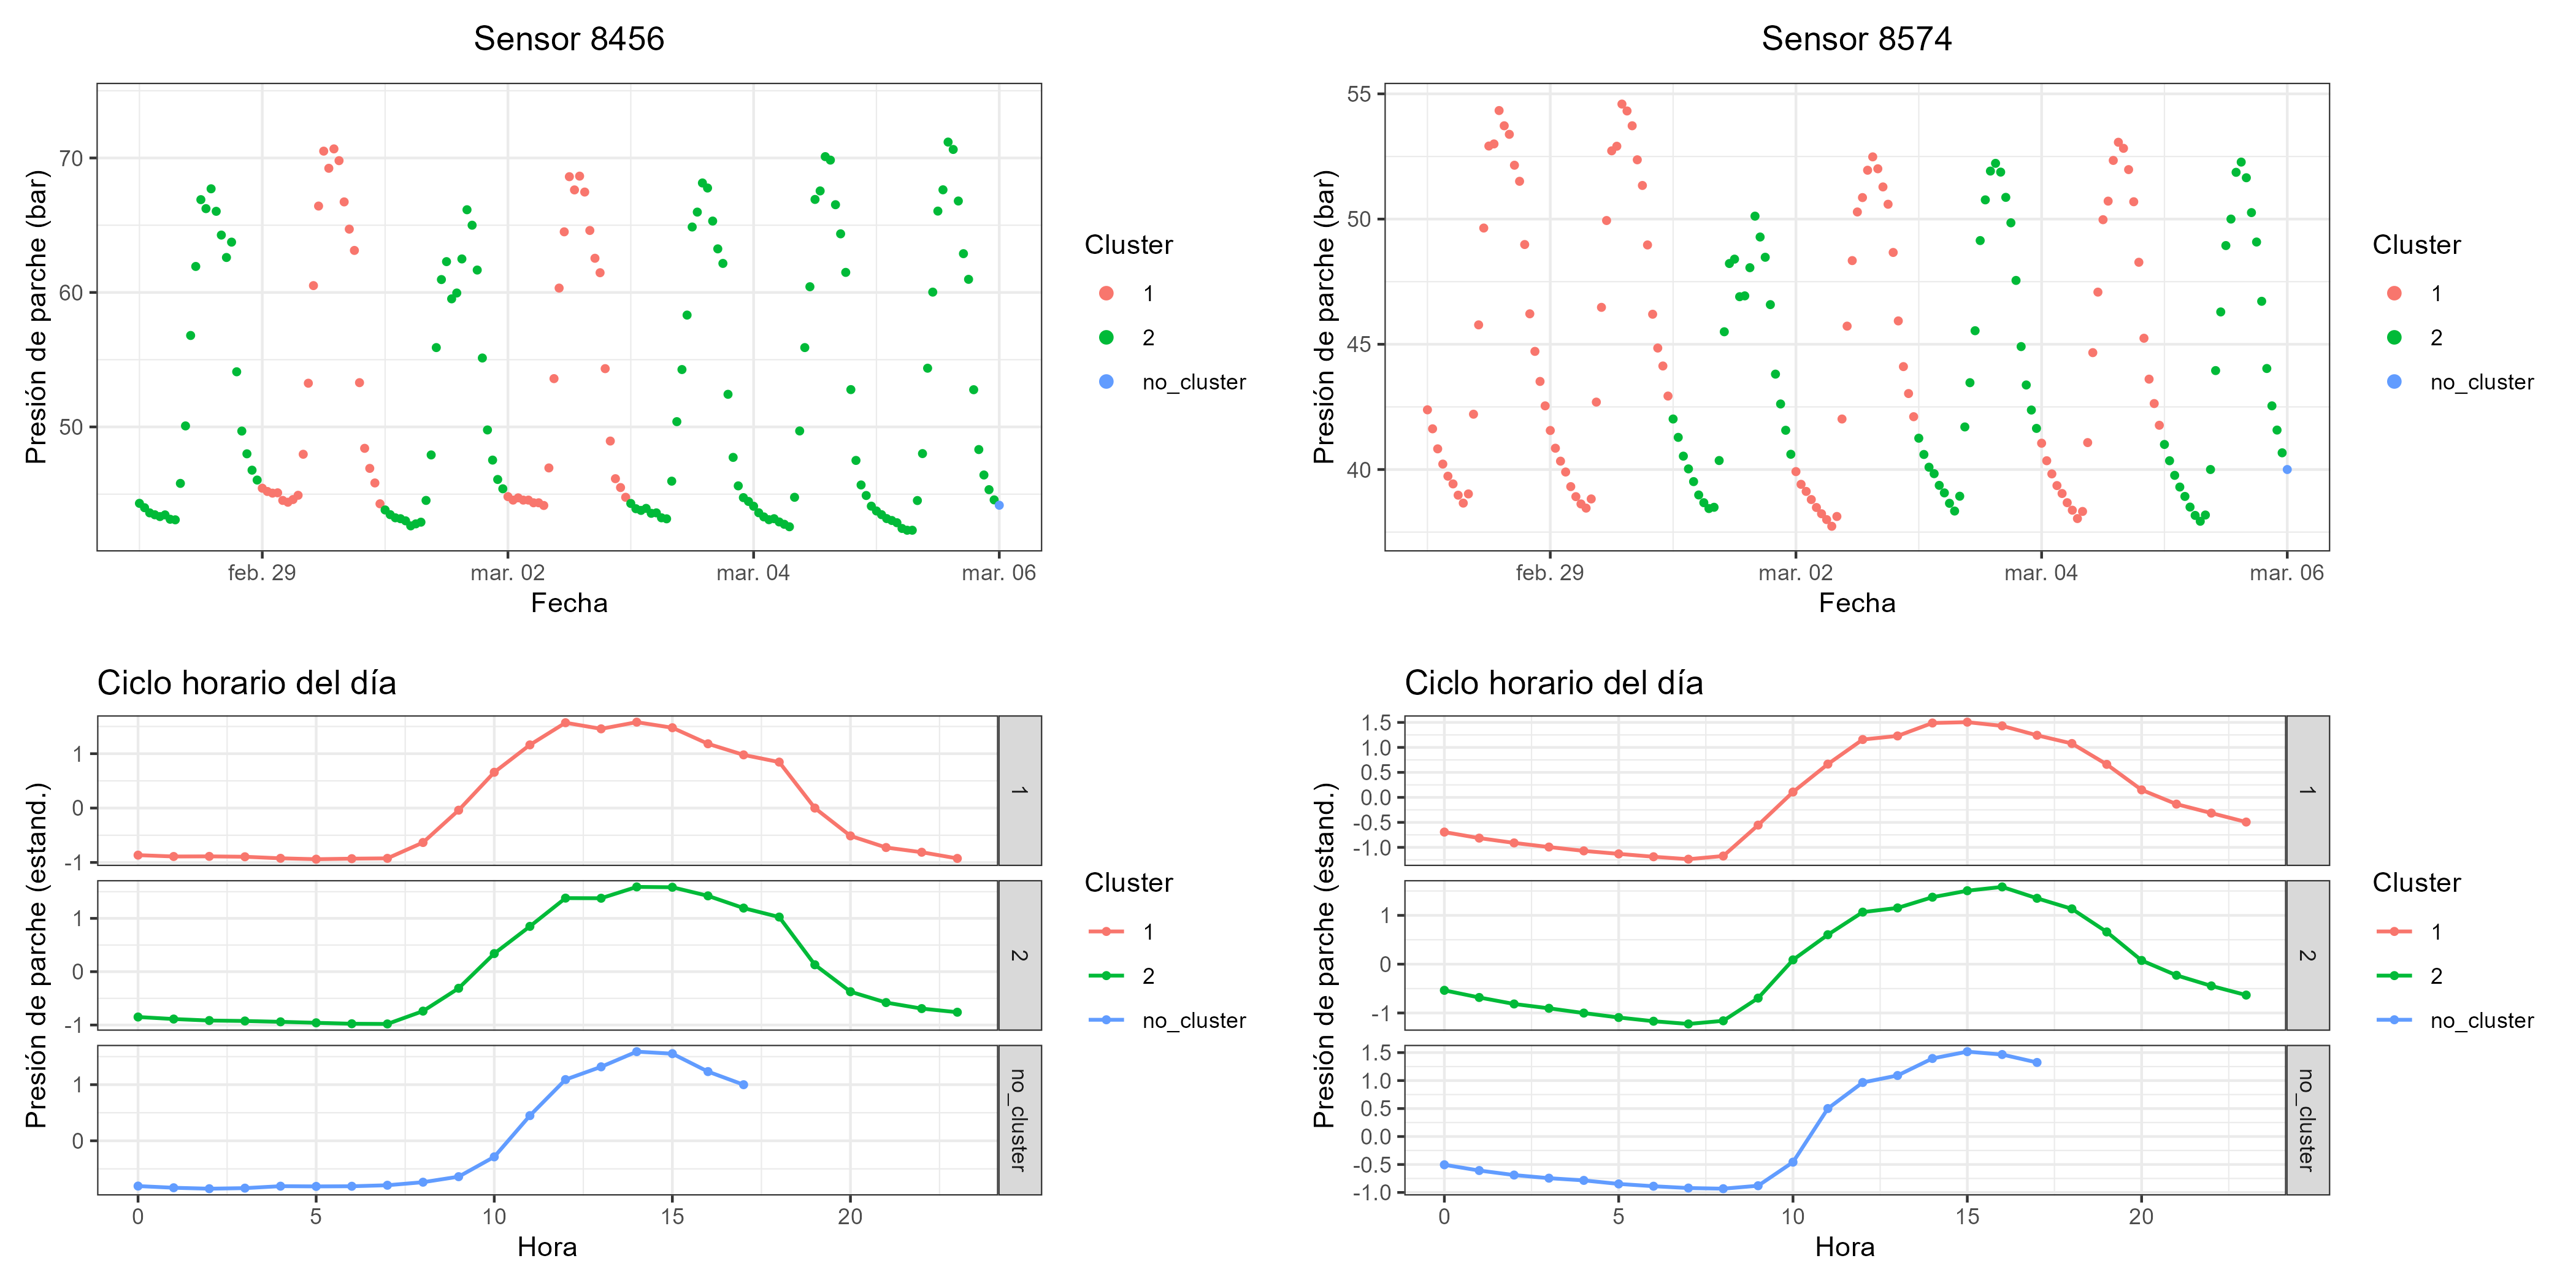 Sensor 8456
Presión de parche (bar)
70
60
50
feb. 29
mar. 02
mar. 04
mar. 06
Fecha
Cluster
1
2
no_cluster
Sensor 8574
Presión de parche (bar)
55
50
45
40
feb. 29
mar. 02
mar. 04
mar. 06
Fecha
Cluster
1
2
no_cluster
Ciclo horario del día
Presión de parche (estand.)
1
0
-1
1
1
0
-1
2
1
0
no_cluster
0
5
10
15
20
Hora
Cluster
1
2
no_cluster
Ciclo horario del día
Presión de parche (estand.)
1.5
1.0
0.5
0.0
-0.5
-1.0
1
1
0
-1
2
1.5
1.0
0.5
0.0
-0.5
-1.0
no_cluster
0
5
10
15
20
Hora
Cluster
1
2
no_cluster